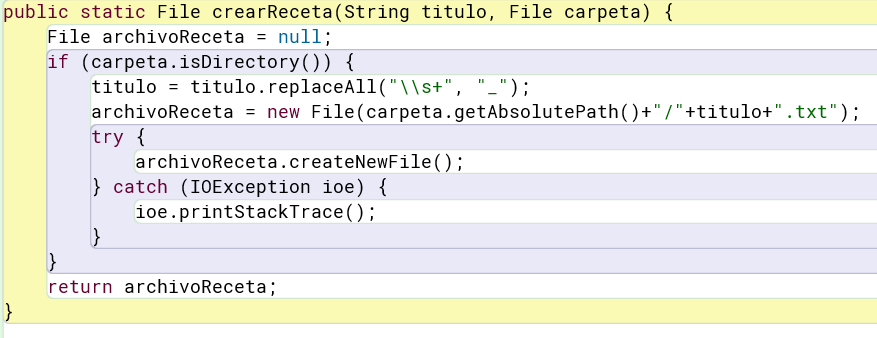 public static File crearReceta(String titulo, File carpeta) {
    File archivoReceta = null;
    if (carpeta.isDirectory()) {
        titulo = titulo.replaceAll("\\s+", "_");
        archivoReceta = new File(carpeta.getAbsolutePath()+"/"+titulo+".txt");
        try {
            archivoReceta.createNewFile();
        } catch (IOException ioe) {
            ioe.printStackTrace();
        }
    }
    return archivoReceta;
}